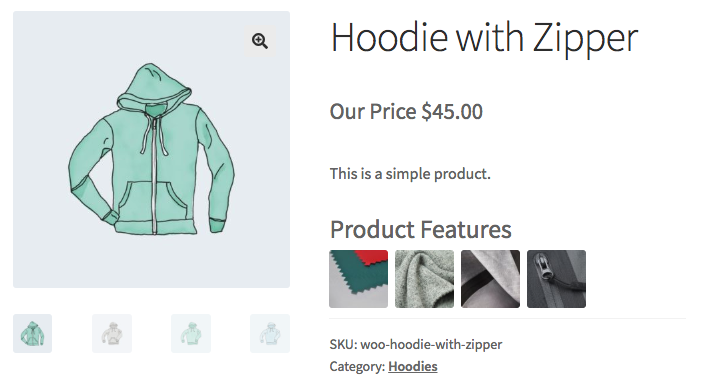 Hoodie with Zipper
Our Price $45.00
This is a simple product.
Product Features
SKU: woo-hoodie-with-zipper
Category: Hoodies